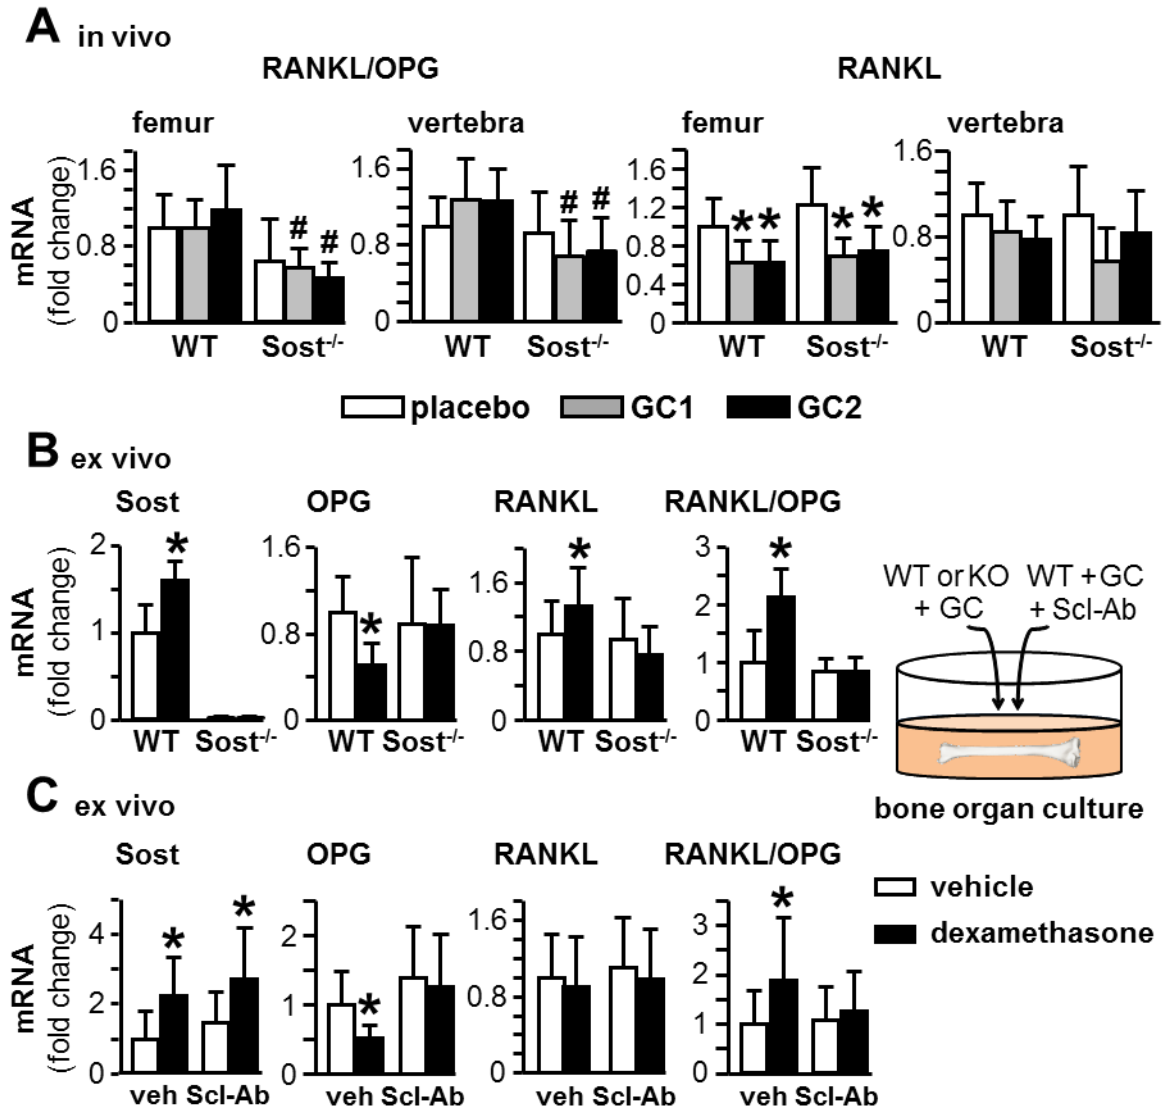 A in vivo
RANKL/OPG RANKL
femur vertebra femur vertebra
mRNA
(fold change)
1.6 1.6 1.6 1.6
1.2
0.8 0.8 0.8
0.4
0 0 0 0
# # # # * * * *
WT Sost-/- WT Sost-/- WT Sost-/- WT Sost-/-
placebo GC1 GC2
B ex vivo
Sost OPG RANKL RANKL/OPG
mRNA
(fold change)
2 1.6 1.6 3
2
1 0.8 0.8 1
0 0 0 0
* * * *
WT Sost-/- WT Sost-/- WT Sost-/- WT Sost-/-
WT or KO WT + GC
+ GC + Scl-Ab
bone organ culture
C ex vivo
Sost OPG RANKL RANKL/OPG
mRNA
(fold change)
4 2 1.6 3
2
2 1 0.8 1
0 0 0 0
* * * *
veh Scl-Ab veh Scl-Ab veh Scl-Ab veh Scl-Ab
vehicle
dexamethasone